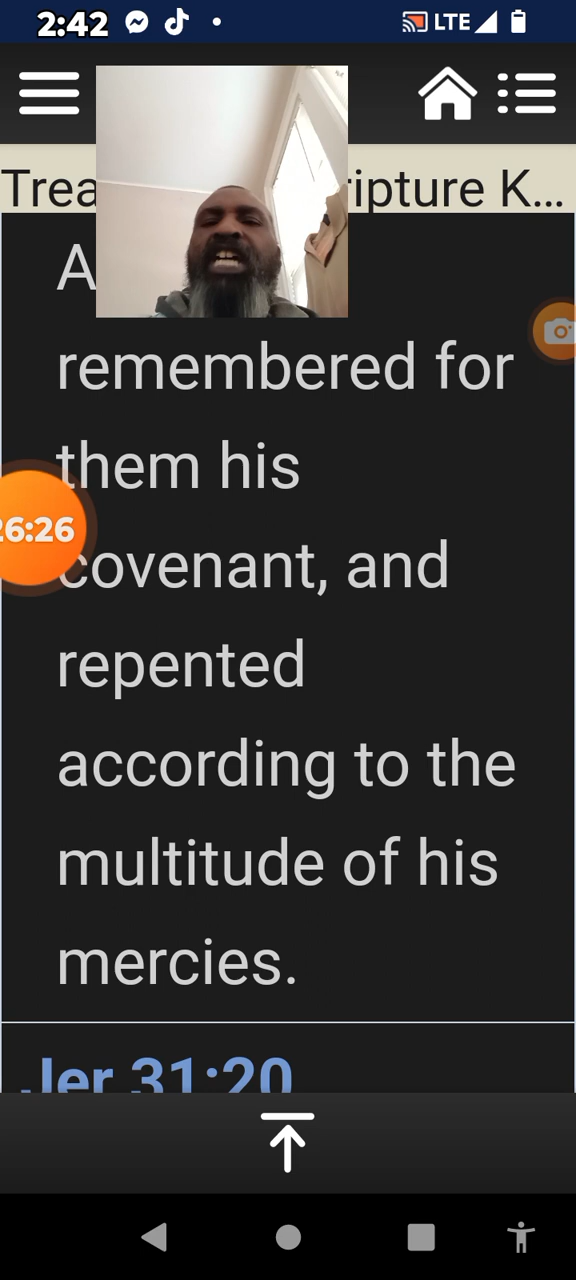 2:42
LTE
Trea
ripture K...
A
remembered for
them his
26:26
covenant, and
repented
according to the
multitude of his
mercies.
Jer 31:20